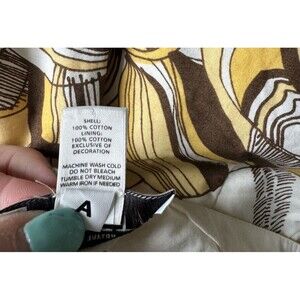 SHELL:
100% COTTON
LINING:
100% COTTON
EXCLUSIVE OF
DECORATION
MACHINE WASH COLD
DO NOT BLEACH
TUMBLE DRY MEDIUM
WARM IRON IF NEEDED
A